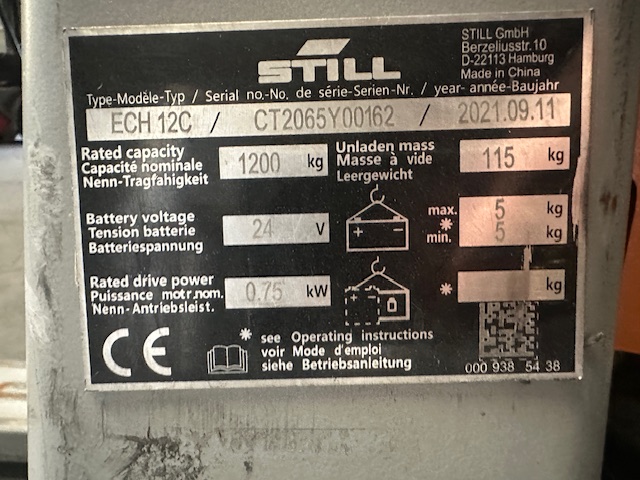 STILL
STILL GmbH
Berzeliusstr.10
D-22113 Hamburg
Made in China
Type-Modèle-Typ / Serial no.-No. de série-Serien-Nr. / year- année-Baujahr
ECH 12C / CT2065Y00162 / 2021.09.11
Rated capacity
Capacité nominale
Nenn-Tragfähigkeit
1200 kg
Unladen mass
Masse à vide
Leergewicht
115 kg
Battery voltage
Tension batterie
Batteriespannung
24 V
+ −
max. 5 kg
*
min. 5 kg
Rated drive power
Puissance motr.nom.
Nenn-Antriebsleist.
0.75 kW
+ −
* kg
CE
* see Operating instructions
voir Mode d'emploi
siehe Betriebsanleitung
000 938 54 38